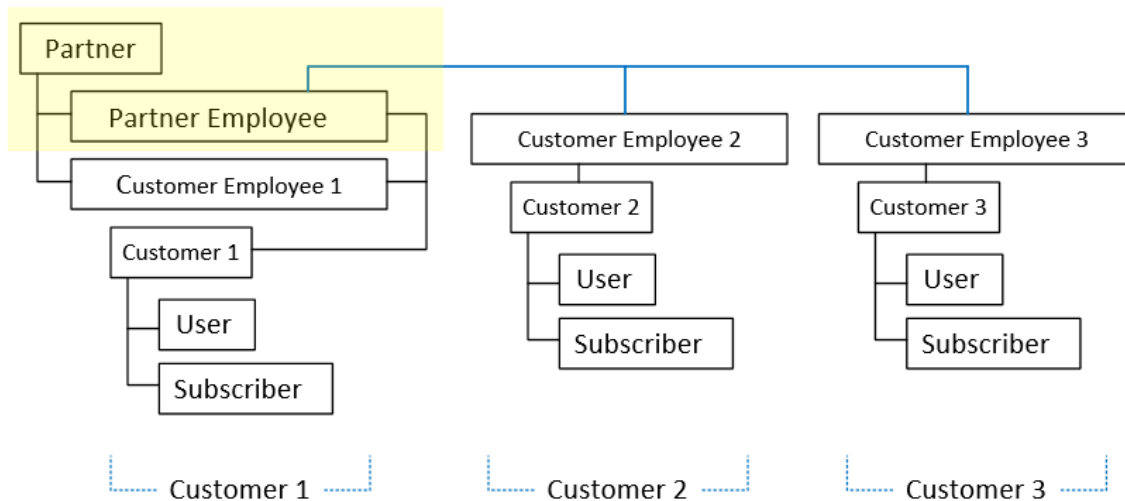 Partner
Partner Employee
Customer Employee 1
Customer 1
User
Subscriber
Customer Employee 2
Customer 2
User
Subscriber
Customer Employee 3
Customer 3
User
Subscriber
Customer 1
Customer 2
Customer 3